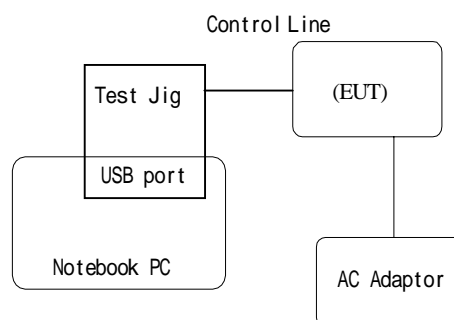 Control Line
Test Jig
(EUT)
USB port
Notebook PC
AC Adaptor